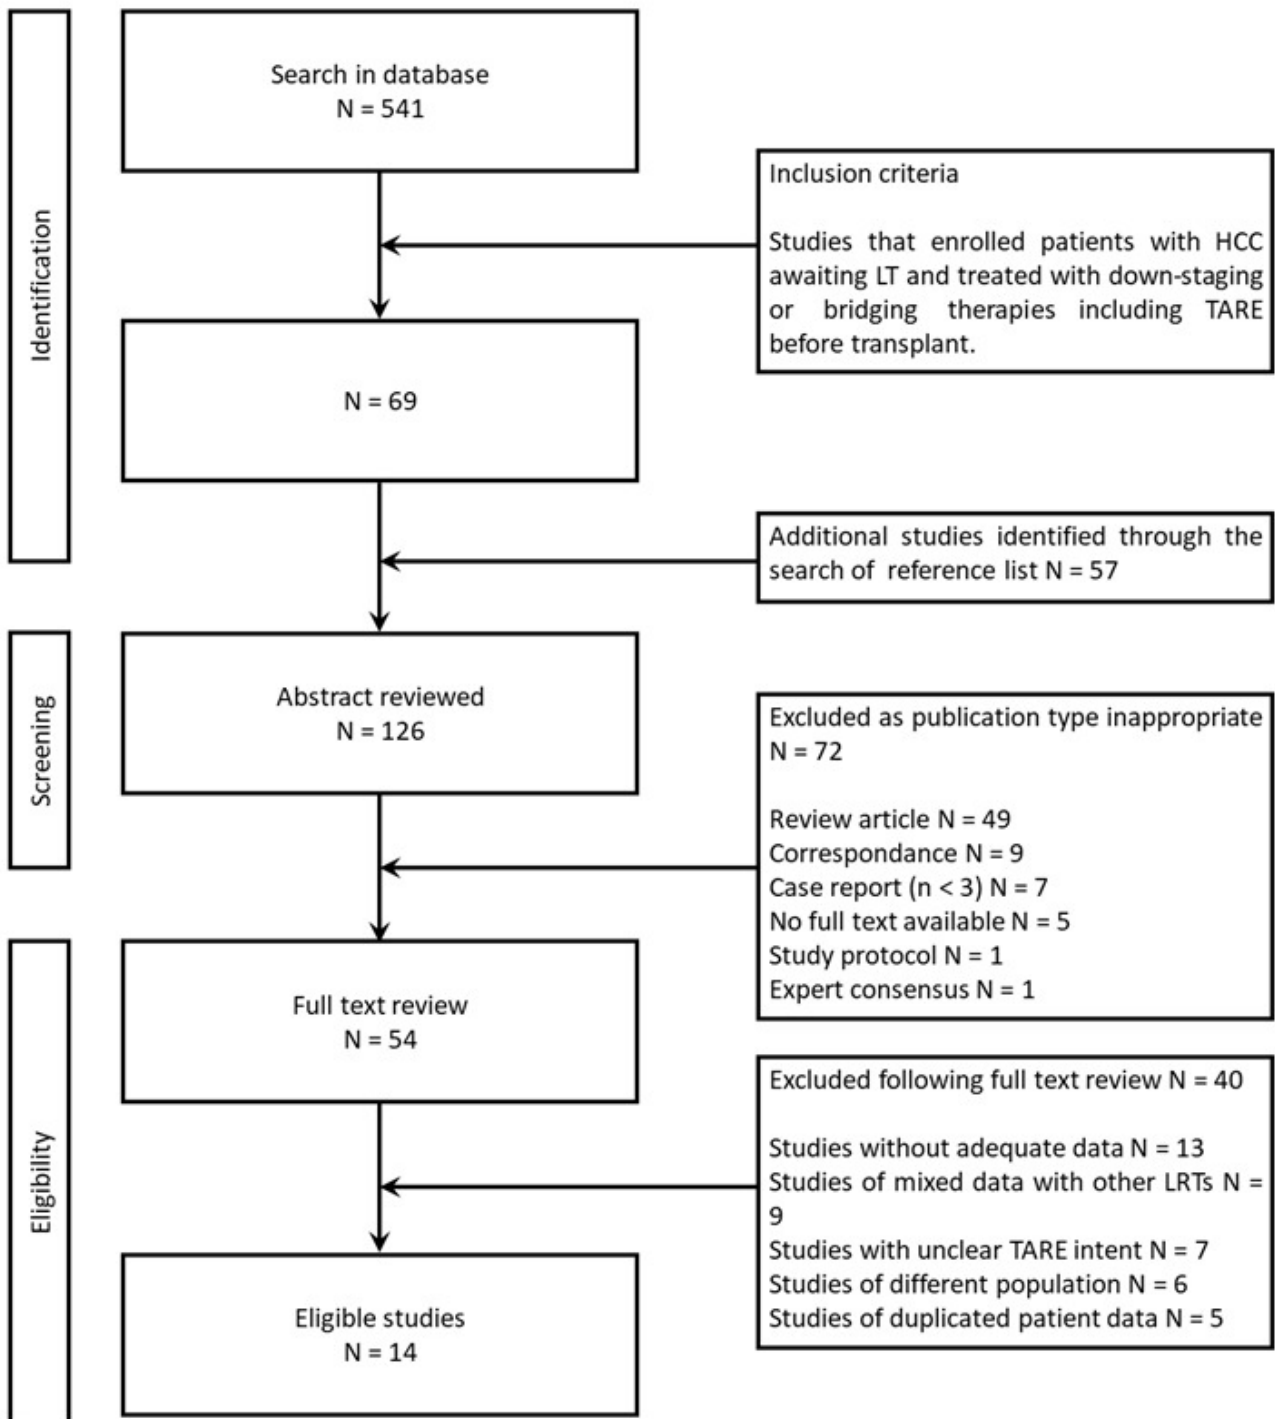 Identification
Search in database
N = 541
Inclusion criteria
Studies that enrolled patients with HCC
awaiting LT and treated with down-staging
or bridging therapies including TARE
before transplant.
N = 69
Additional studies identified through the
search of reference list N = 57
Screening
Abstract reviewed
N = 126
Excluded as publication type inappropriate
N = 72
Review article N = 49
Correspondance N = 9
Case report (n < 3) N = 7
No full text available N = 5
Study protocol N = 1
Expert consensus N = 1
Eligibility
Full text review
N = 54
Excluded following full text review N = 40
Studies without adequate data N = 13
Studies of mixed data with other LRTs N =
9
Studies with unclear TARE intent N = 7
Studies of different population N = 6
Studies of duplicated patient data N = 5
Eligible studies
N = 14